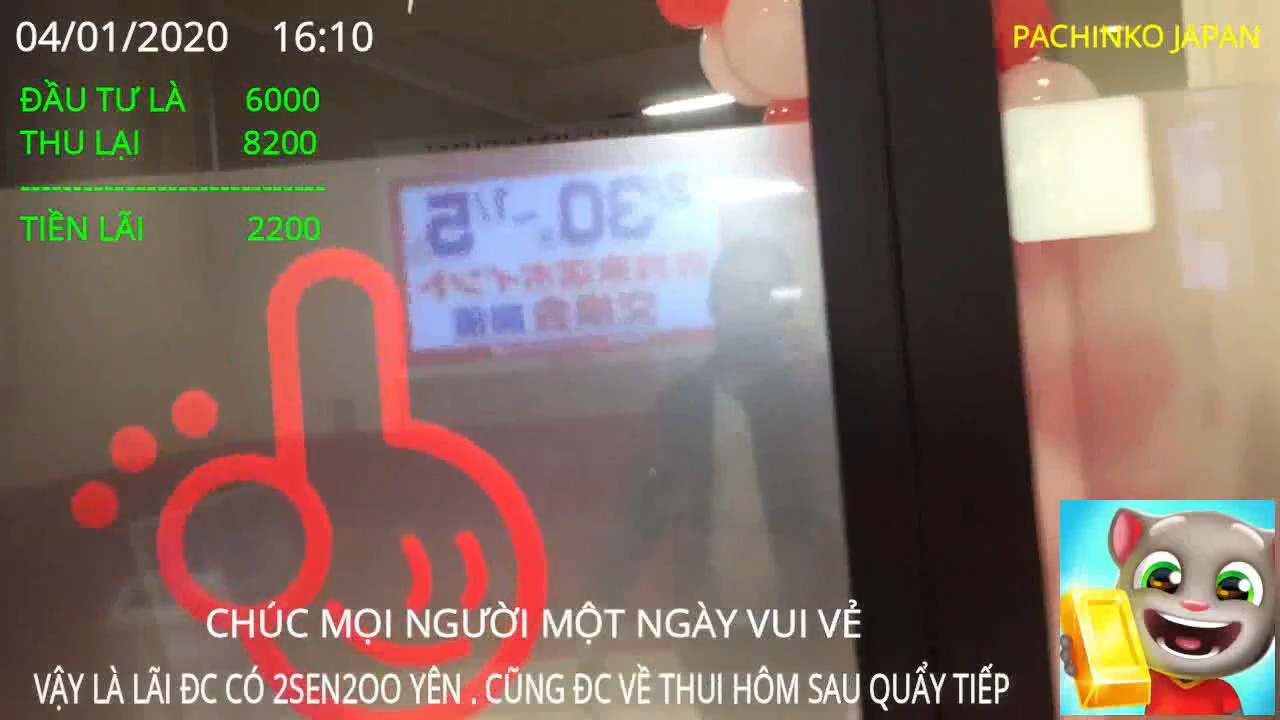 04/01/2020 16:10
PACHINKO JAPAN
ĐẦU TƯ LÀ 6000
THU LẠI 8200
-----------------------------
TIỀN LÃI 2200
30.
CHÚC MỌI NGƯỜI MỘT NGÀY VUI VẺ
VẬY LÀ LÃI ĐC CÓ 2SEN2OO YÊN . CŨNG ĐC VỀ THUI HÔM SAU QUẨY TIẾP